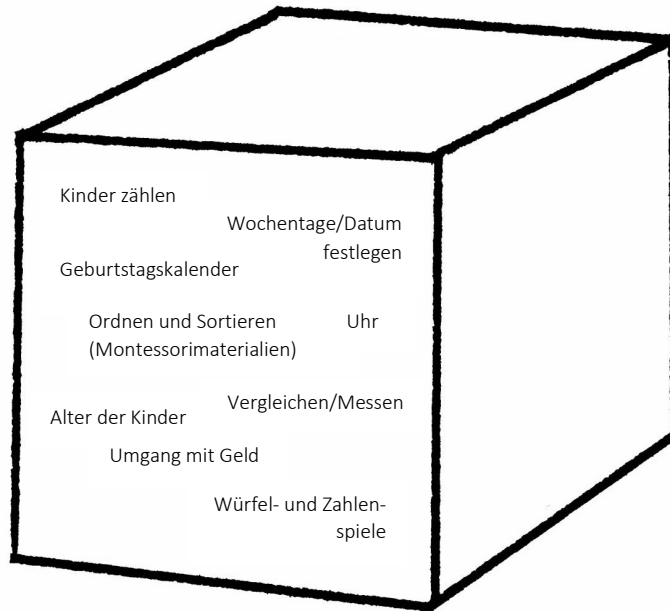 Kinder zählen
Wochentage/Datum
festlegen
Geburtstagskalender
Ordnen und Sortieren
(Montessorimaterialien)
Uhr
Vergleichen/Messen
Alter der Kinder
Umgang mit Geld
Würfel- und Zahlen-
spiele